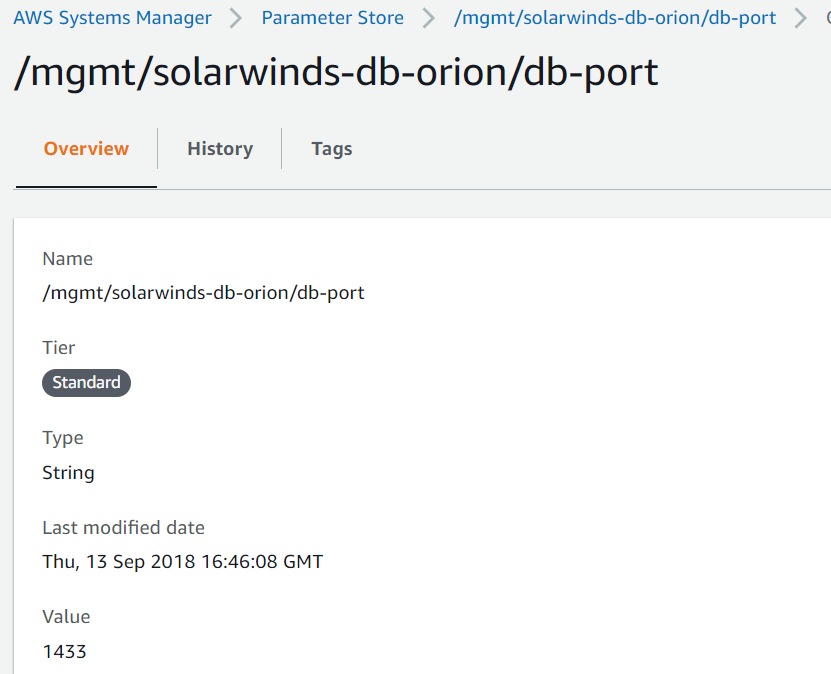 AWS Systems Manager > Parameter Store > /mgmt/solarwinds-db-orion/db-port >
/mgmt/solarwinds-db-orion/db-port
Overview History Tags
Name
/mgmt/solarwinds-db-orion/db-port
Tier
Standard
Type
String
Last modified date
Thu, 13 Sep 2018 16:46:08 GMT
Value
1433